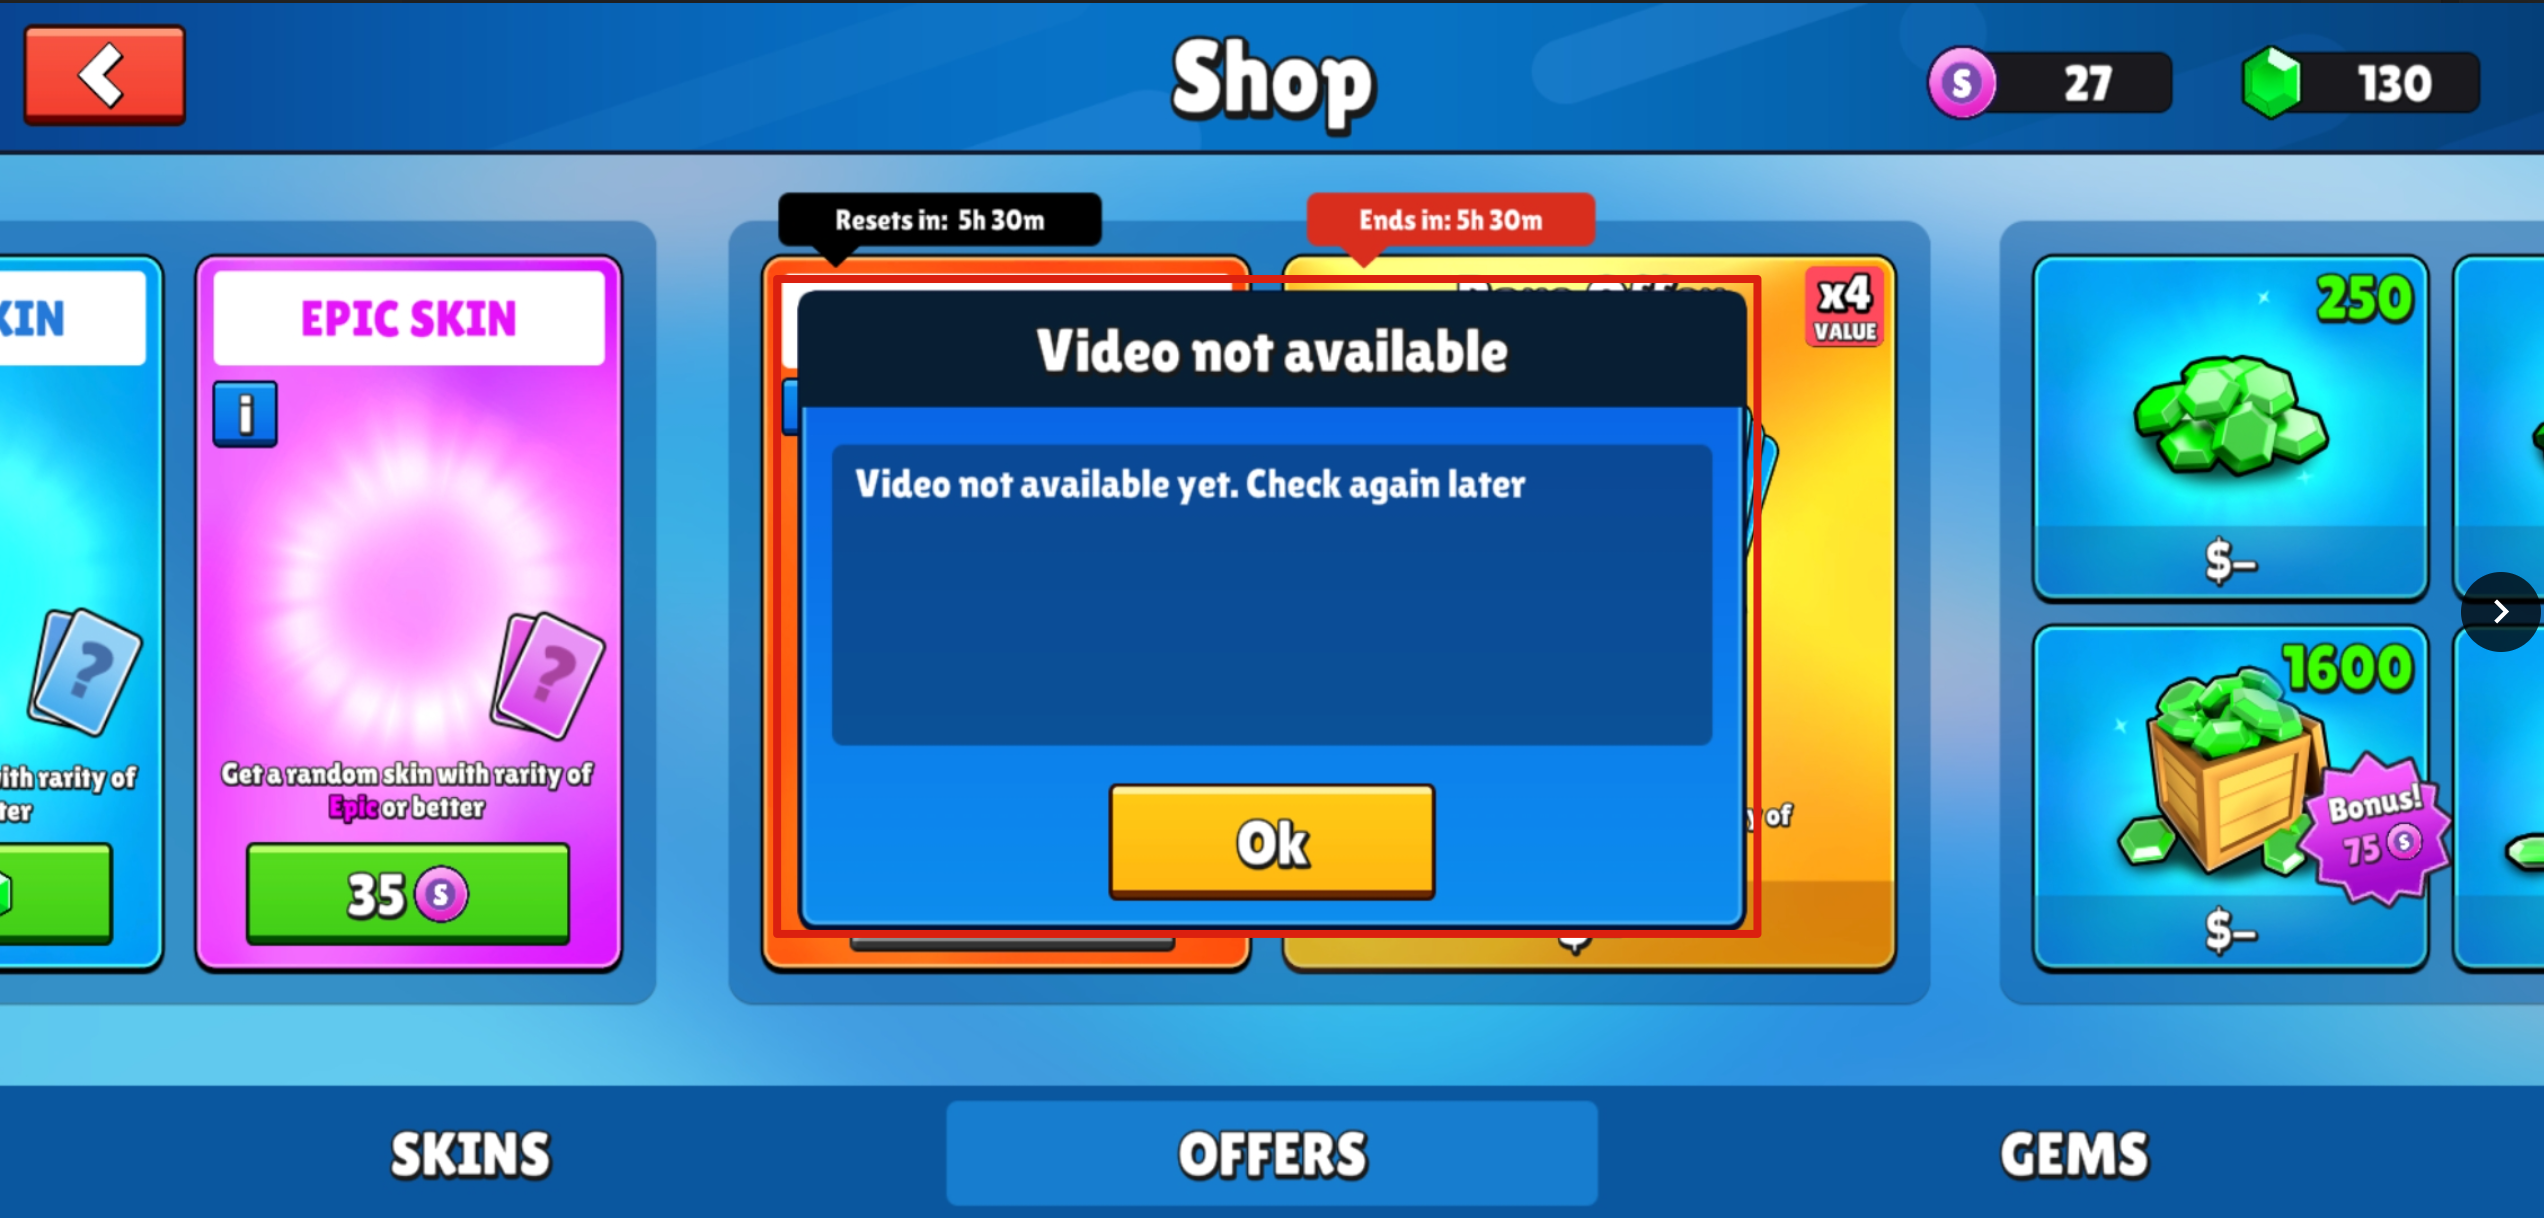 Shop
S 27
130
Resets in: 5h 30m
Ends in: 5h 30m
EPIC SKIN
i
?
?
Get a random skin with rarity of
Epic or better
35 S
ith rarity of
Video not available
Video not available yet. Check again later
Ok
x4
VALUE
of
250
$-
1600
Bonus!
75 S
$-
SKINS
OFFERS
GEMS